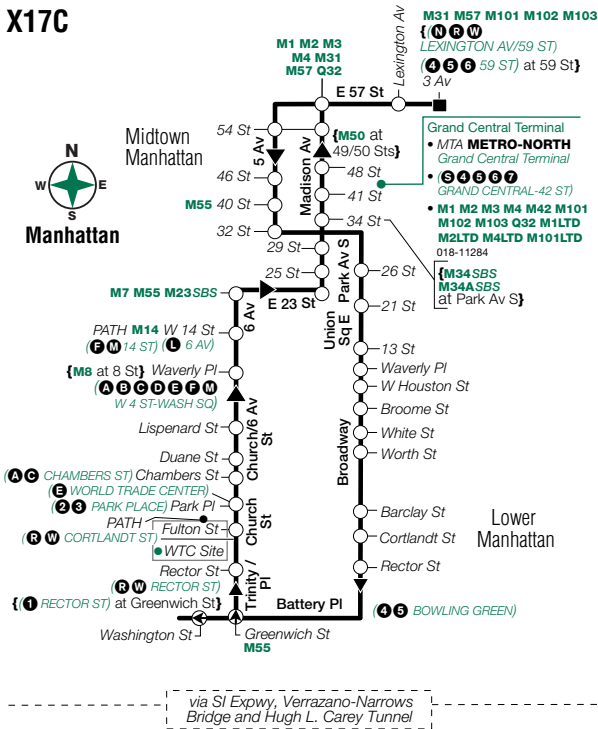 X17C
M1 M2 M3
M4 M31
M57 Q32
Lexington Av
M31 M57 M101 M102 M103
{(N R W
LEXINGTON AV/59 ST)
(4 5 6 59 ST) at 59 St}
3 Av
E 57 St
Midtown
Manhattan
54 St
5 Av
Madison Av
{M50 at
49/50 Sts}
Grand Central Terminal
• MTA METRO-NORTH
Grand Central Terminal
• (S 4 5 6 7
GRAND CENTRAL-42 ST)
• M1 M2 M3 M4 M42 M101
M102 M103 Q32 M1LTD
M2LTD M4LTD M101LTD
018-11284
N
W E
S
Manhattan
46 St
48 St
M55 40 St
41 St
32 St
34 St
{M34SBS
M34ASBS
at Park Av S}
29 St
25 St
Park Av S
26 St
M7 M55 M23SBS
E 23 St
21 St
6 Av
Union
Sq E
PATH M14 W 14 St
(F M 14 ST) (L 6 AV)
13 St
{M8 at 8 St} Waverly Pl
(A B C D E F M
W 4 ST-WASH SQ)
Waverly Pl
W Houston St
Broome St
Lispenard St
Church/6 Av
St
White St
Broadway
Duane St
Worth St
(A C CHAMBERS ST) Chambers St
(E WORLD TRADE CENTER)
(2 3 PARK PLACE) Park Pl
Church
St
Barclay St
PATH
Fulton St
(R W CORTLANDT ST)
• WTC Site
Cortlandt St
Lower
Manhattan
Rector St
(R W RECTOR ST)
Trinity /
Pl
Rector St
{(1 RECTOR ST) at Greenwich St}
Battery Pl
(4 5 BOWLING GREEN)
Washington St
Greenwich St
M55
via SI Expwy, Verrazano-Narrows
Bridge and Hugh L. Carey Tunnel